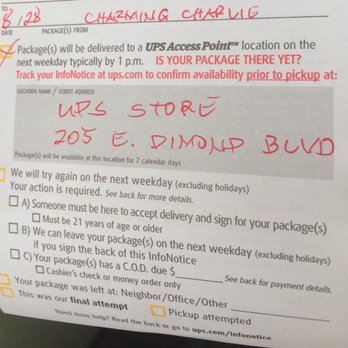 TO
8/28 CHARMING CHARLIE
DATE PACKAGE(S) FROM
Package(s) will be delivered to a UPS Access Point™ location on the
next weekday typically by 1 p.m. IS YOUR PACKAGE THERE YET?
Track your InfoNotice at ups.com to confirm availability prior to pickup at:
LOCATION NAME / STREET ADDRESS
UPS STORE
205 E. DIMOND BLVD
Package(s) will be available at this location for 7 calendar days
We will try again on the next weekday (excluding holidays)
Your action is required. See back for more details.
A) Someone must be here to accept delivery and sign for your package(s)
Must be 21 years of age or older
B) We can leave your package(s) on the next weekday (excluding holidays)
if you sign the back of this InfoNotice
C) Your package(s) has a C.O.D. due $ See back for payment details.
Cashier's check or money order only
Your package was left at: Neighbor/Office/Other
This was our final attempt Pickup attempted
Need more help? Read the back or go to ups.com/infonotice